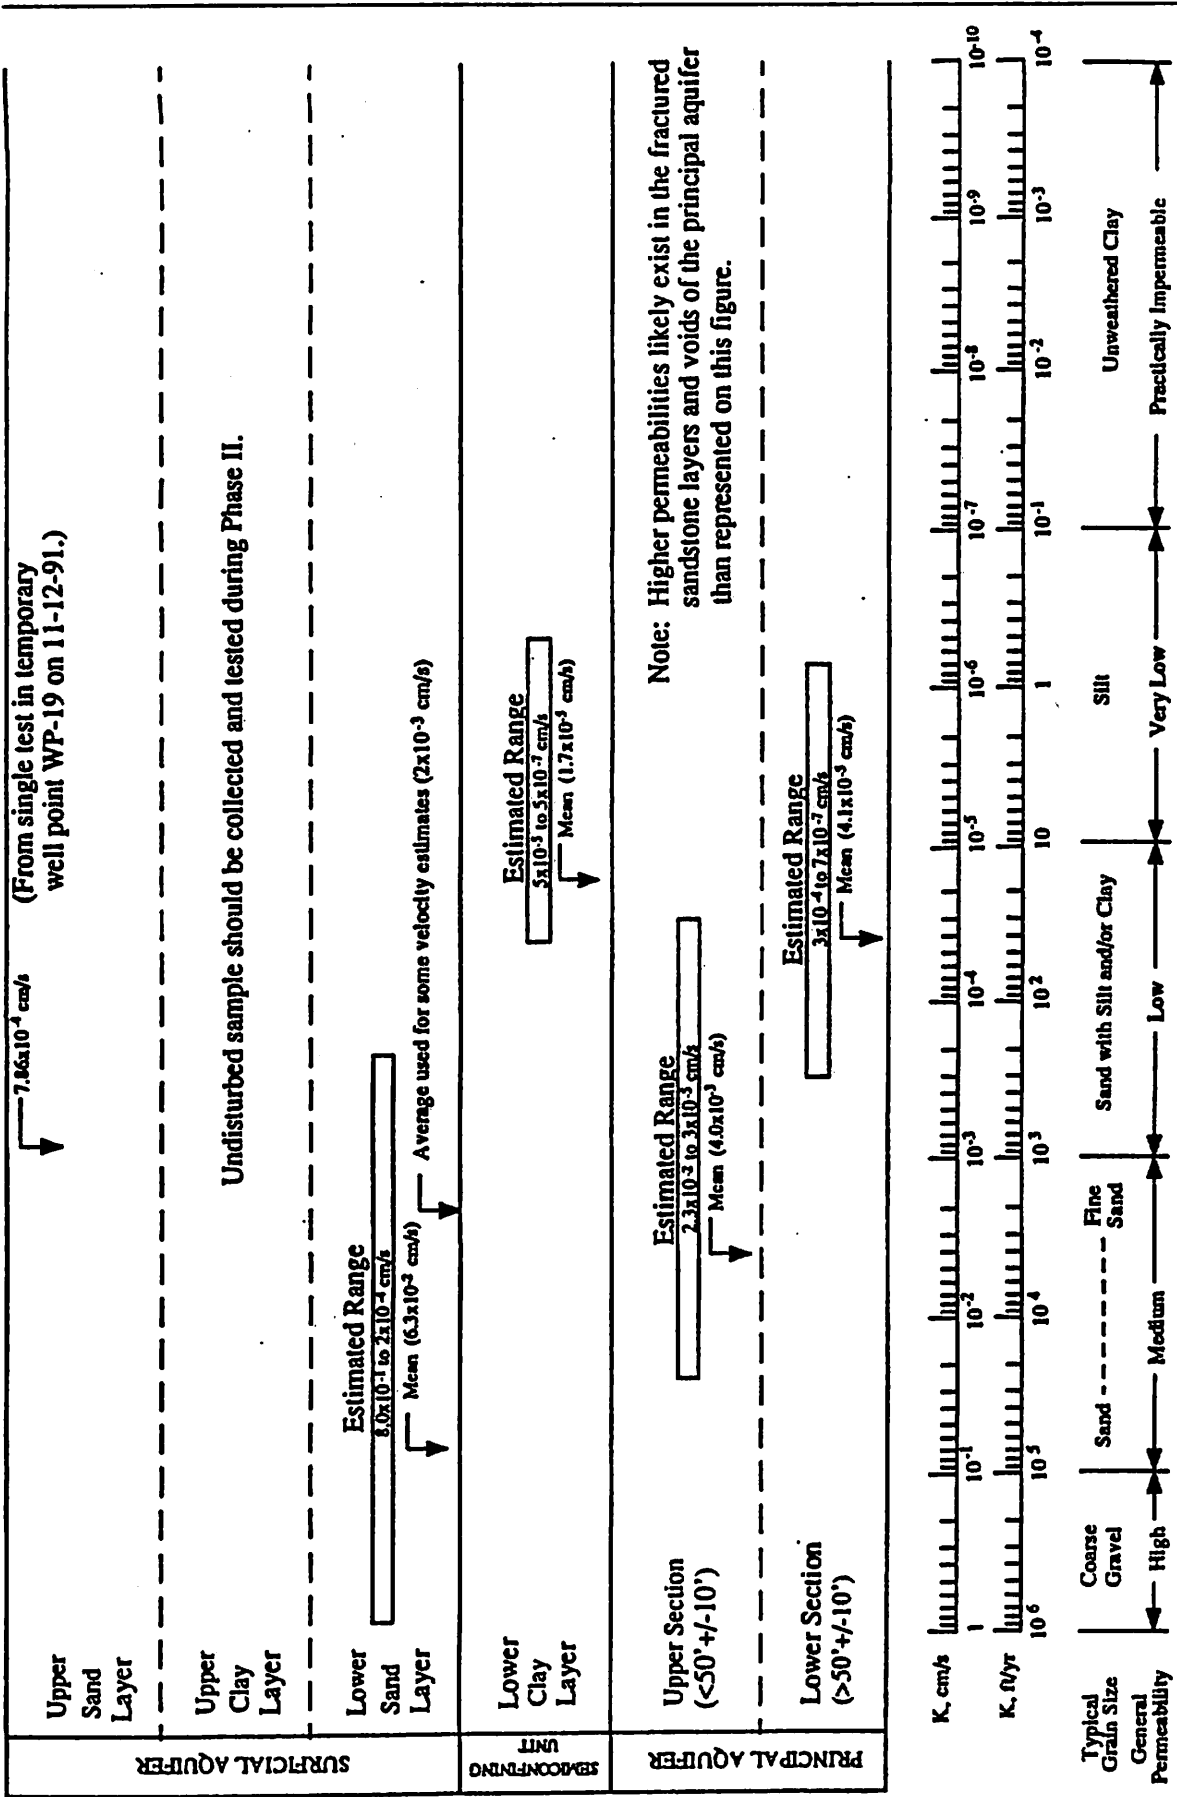 SURFICIAL AQUIFER
Upper
Sand
Layer
7.86x10⁻⁴ cm/s
(From single test in temporary
well point WP-19 on 11-12-91.)
Upper
Clay
Layer
Undisturbed sample should be collected and tested during Phase II.
Lower
Sand
Layer
Estimated Range
8.0x10⁻¹ to 2x10⁻⁴ cm/s
Mean (6.3x10⁻² cm/s)
Average used for some velocity estimates (2x10⁻³ cm/s)
SEMICONFINING
UNIT
Lower
Clay
Layer
Estimated Range
5x10⁻⁵ to 5x10⁻⁷ cm/s
Mean (1.7x10⁻⁵ cm/s)
PRINCIPAL AQUIFER
Upper Section
(<50'+/-10')
Estimated Range
2.3x10⁻² to 3x10⁻⁵ cm/s
Mean (4.0x10⁻³ cm/s)
Note: Higher permeabilities likely exist in the fractured
sandstone layers and voids of the principal aquifer
than represented on this figure.
Lower Section
(>50'+/-10')
Estimated Range
3x10⁻⁴ to 7x10⁻⁷ cm/s
Mean (4.1x10⁻⁵ cm/s)
K, cm/s
1 10⁻¹ 10⁻² 10⁻³ 10⁻⁴ 10⁻⁵ 10⁻⁶ 10⁻⁷ 10⁻⁸ 10⁻⁹ 10⁻¹⁰
K, ft/yr
10⁶ 10⁵ 10⁴ 10³ 10² 10 1 10⁻¹ 10⁻² 10⁻³ 10⁻⁴
Typical
Grain Size
Coarse
Gravel
Sand
Fine
Sand
Sand with Silt and/or Clay
Silt
Unweathered Clay
General
Permeability
High
Medium
Low
Very Low
Practically Impermeable